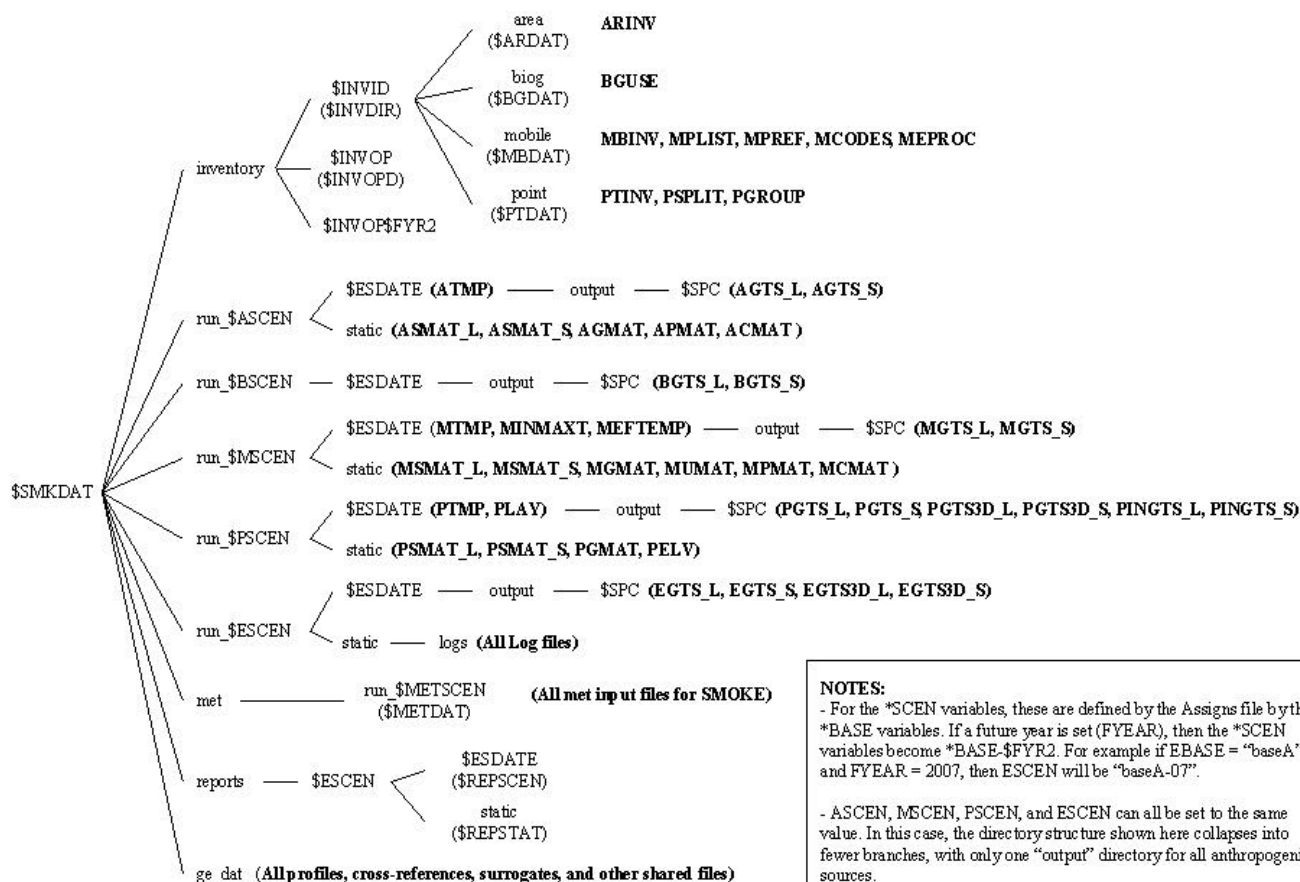 area
($ARDAT)
ARINV
biog
($BGDAT)
BGUSE
$INVID
($INVDIR)
mobile
($MBDAT)
MBINV, MPLIST, MPREF, MCODES, MEPROC
inventory
$INVOP
($INVOPD)
point
($PTDAT)
PTINV, PSPLIT, PGROUP
$INVOP$FYR2
$ESDATE (ATMP) output $SPC (AGTS_L, AGTS_S)
run_$ASCEN
static (ASMAT_L, ASMAT_S, AGMAT, APMAT, ACMAT )
run_$BSCEN $ESDATE output $SPC (BGTS_L, BGTS_S)
$ESDATE (MTMP, MINMAXT, MEFTEMP) output $SPC (MGTS_L, MGTS_S)
run_$MSCEN
static (MSMAT_L, MSMAT_S, MGMAT, MUMAT, MPMAT, MCMAT )
$SMKDAT
$ESDATE (PTMP, PLAY) output $SPC (PGTS_L, PGTS_S, PGTS3D_L, PGTS3D_S, PINGTS_L, PINGTS_S)
run_$PSCEN
static (PSMAT_L, PSMAT_S, PGMAT, PELV)
$ESDATE output $SPC (EGTS_L, EGTS_S, EGTS3D_L, EGTS3D_S)
run_$ESCEN
static logs (All Log files)
met
run_$METSCEN
($METDAT)
(All met input files for SMOKE)
reports $ESCEN
$ESDATE
($REPSCEN)
static
($REPSTAT)
ge_dat (All profiles, cross-references, surrogates, and other shared files)
NOTES:
- For the *SCEN variables, these are defined by the Assigns file by th
*BASE variables. If a future year is set (FYEAR), then the *SCEN
variables become *BASE-$FYR2. For example if EBASE = “baseA”
and FYEAR = 2007, then ESCEN will be “baseA-07”.
- ASCEN, MSCEN, PSCEN, and ESCEN can all be set to the same
value. In this case, the directory structure shown here collapses into
fewer branches, with only one “output” directory for all anthropogeni
sources.